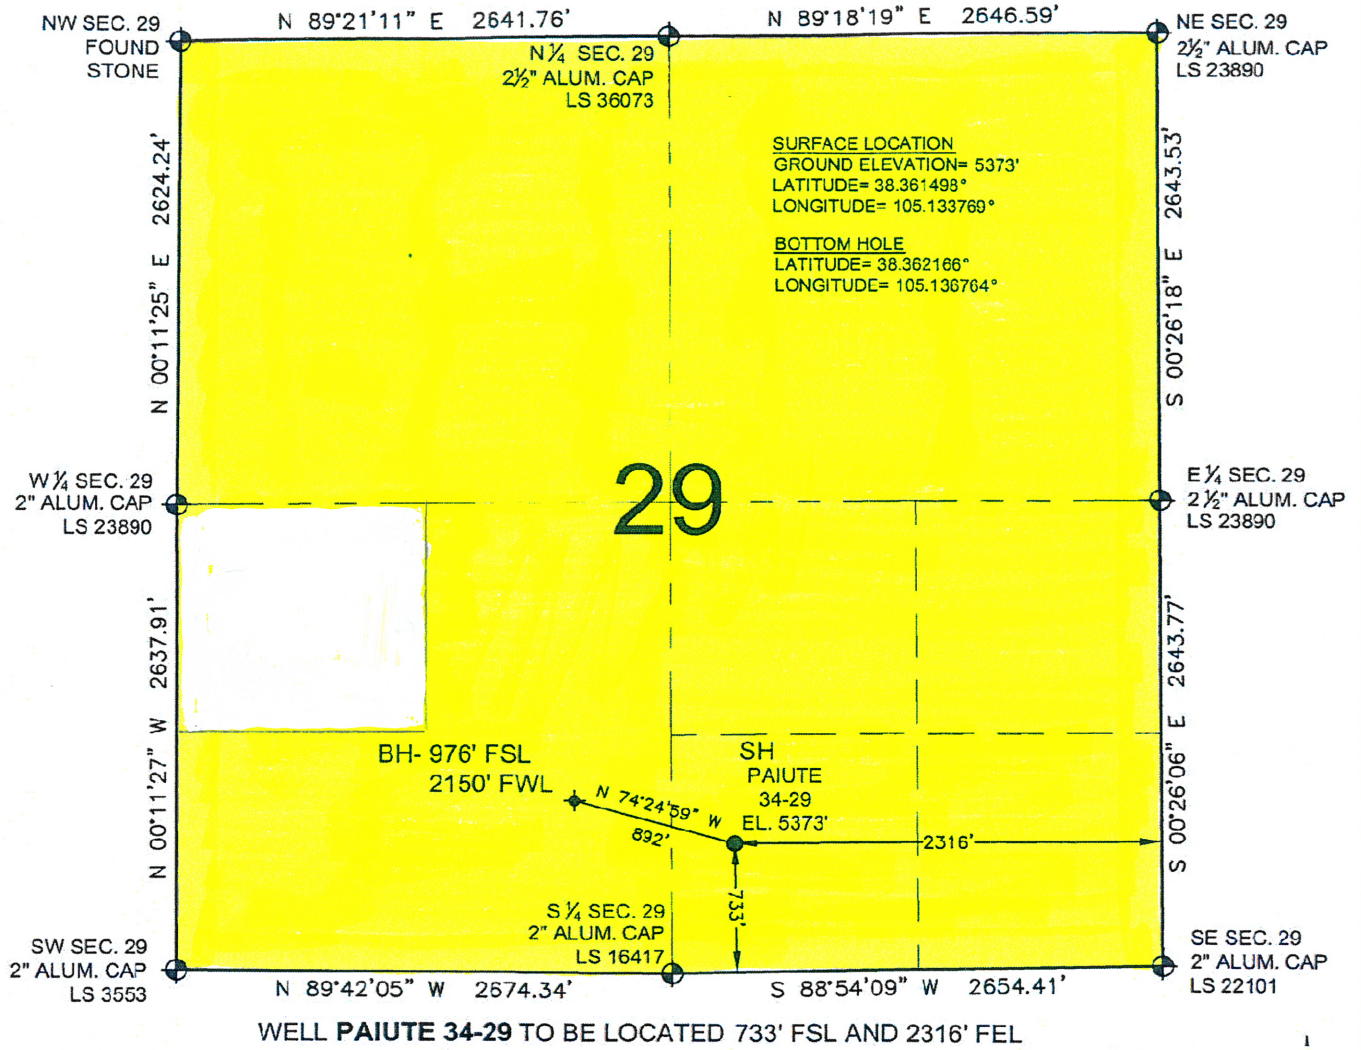 N 89°21'11" E 2641.76'
N 89°18'19" E 2646.59'
NW SEC. 29
FOUND
STONE
N ¼ SEC. 29
2½" ALUM. CAP
LS 36073
NE SEC. 29
2½" ALUM. CAP
LS 23890
SURFACE LOCATION
GROUND ELEVATION= 5373'
LATITUDE= 38.361498°
LONGITUDE= 105.133769°
BOTTOM HOLE
LATITUDE= 38.362166°
LONGITUDE= 105.136764°
N 00°11'25" E 2624.24'
S 00°26'18" E 2643.53'
W ¼ SEC. 29
2" ALUM. CAP
LS 23890
29
E ¼ SEC. 29
2 ½" ALUM. CAP
LS 23890
N 00°11'27" W 2637.91'
S 00°26'06" E 2643.77'
BH- 976' FSL
2150' FWL
N 74°24'59" W
892'
SH
PAIUTE
34-29
EL. 5373'
2316'
733'
S ¼ SEC. 29
2" ALUM. CAP
LS 16417
SW SEC. 29
2" ALUM. CAP
LS 3553
SE SEC. 29
2" ALUM. CAP
LS 22101
N 89°42'05" W 2674.34'
S 88°54'09" W 2654.41'
WELL PAIUTE 34-29 TO BE LOCATED 733' FSL AND 2316' FEL